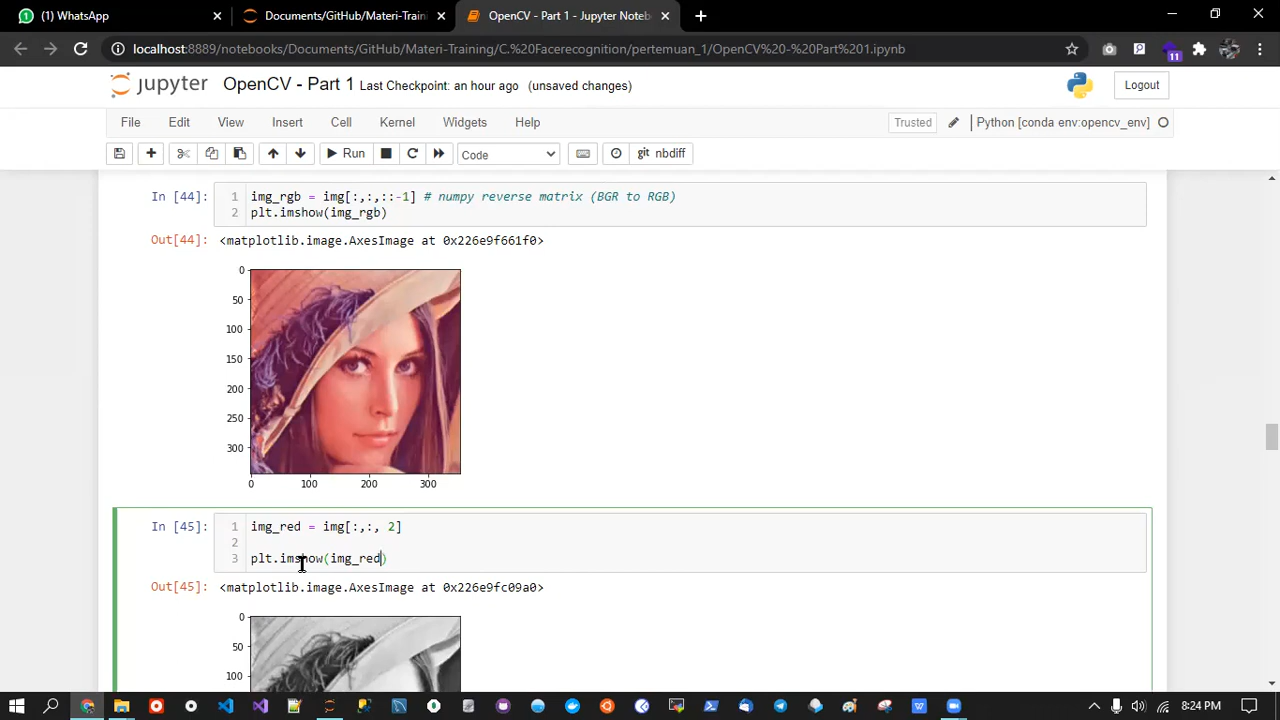 (1) WhatsApp
Documents/GitHub/Materi-Train
OpenCV - Part 1 - Jupyter Noteb
localhost:8889/notebooks/Documents/GitHub/Materi-Training/C.%20Facerecognition/pertemuan_1/OpenCV%20-%20Part%201.ipynb
11
jupyter OpenCV - Part 1 Last Checkpoint: an hour ago (unsaved changes)
Logout
File Edit View Insert Cell Kernel Widgets Help
Trusted
Python [conda env:opencv_env]
Run
Code
git nbdiff
In [44]:
1 img_rgb = img[:,:,::-1] # numpy reverse matrix (BGR to RGB)
2 plt.imshow(img_rgb)
Out[44]: <matplotlib.image.AxesImage at 0x226e9f661f0>
0
50
100
150
200
250
300
0 100 200 300
In [45]:
1 img_red = img[:,:, 2]
2
3 plt.imshow(img_red)
Out[45]: <matplotlib.image.AxesImage at 0x226e9fc09a0>
0
50
100
8:24 PM